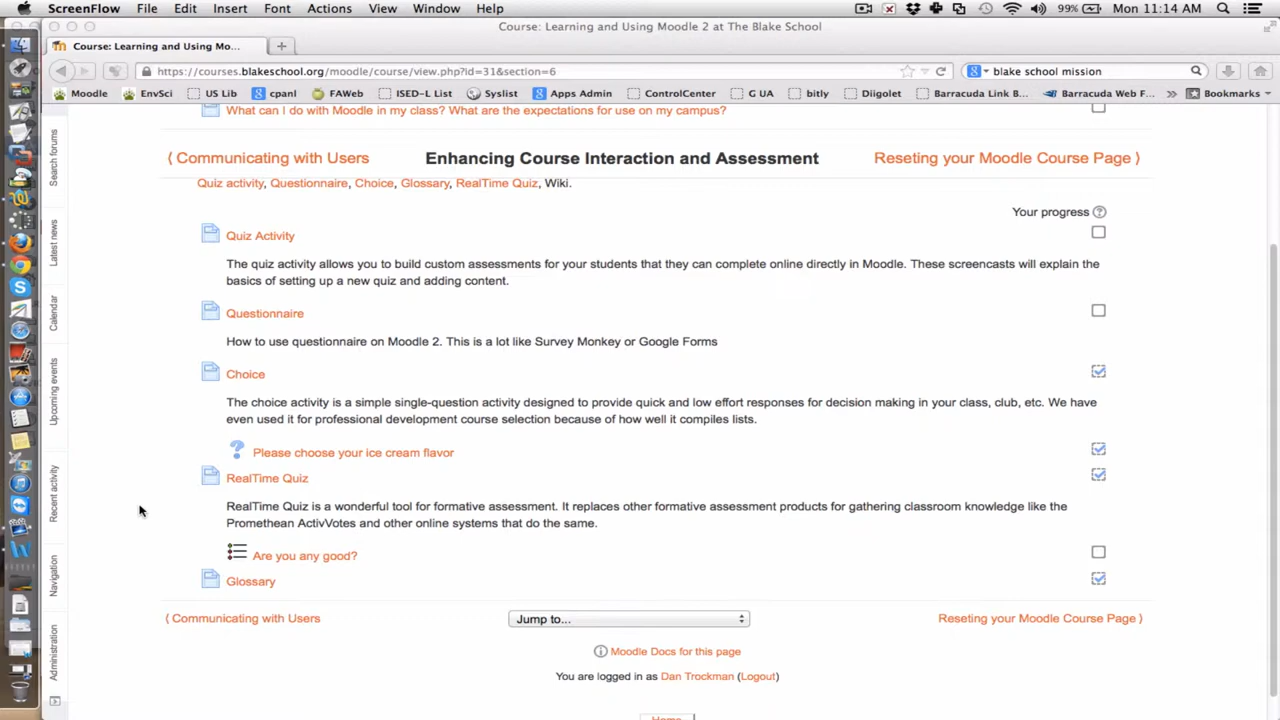 ScreenFlow File Edit Insert Font Actions View Window Help 99% Mon 11:14 AM
Course: Learning and Using Moodle 2 at The Blake School
Course: Learning and Using Mo...
https://courses.blakeschool.org/moodle/course/view.php?id=31&section=6 blake school mission
Moodle EnvSci US Lib cpanl FAWeb ISED-L List Syslist Apps Admin ControlCenter G UA bitly Diigolet Barracuda Link B... Barracuda Web F... Bookmarks
What can I do with Moodle in my class? What are the expectations for use on my campus?
Communicating with Users Enhancing Course Interaction and Assessment Reseting your Moodle Course Page
Quiz activity, Questionnaire, Choice, Glossary, RealTime Quiz, Wiki.
Your progress
Quiz Activity
The quiz activity allows you to build custom assessments for your students that they can complete online directly in Moodle. These screencasts will explain the
basics of setting up a new quiz and adding content.
Questionnaire
How to use questionnaire on Moodle 2. This is a lot like Survey Monkey or Google Forms
Choice
The choice activity is a simple single-question activity designed to provide quick and low effort responses for decision making in your class, club, etc. We have
even used it for professional development course selection because of how well it compiles lists.
Please choose your ice cream flavor
RealTime Quiz
RealTime Quiz is a wonderful tool for formative assessment. It replaces other formative assessment products for gathering classroom knowledge like the
Promethean ActivVotes and other online systems that do the same.
Are you any good?
Glossary
Communicating with Users Jump to... Reseting your Moodle Course Page
Moodle Docs for this page
You are logged in as Dan Trockman (Logout)
Home
Search forums
Latest news
Calendar
Upcoming events
Recent activity
Navigation
Administration